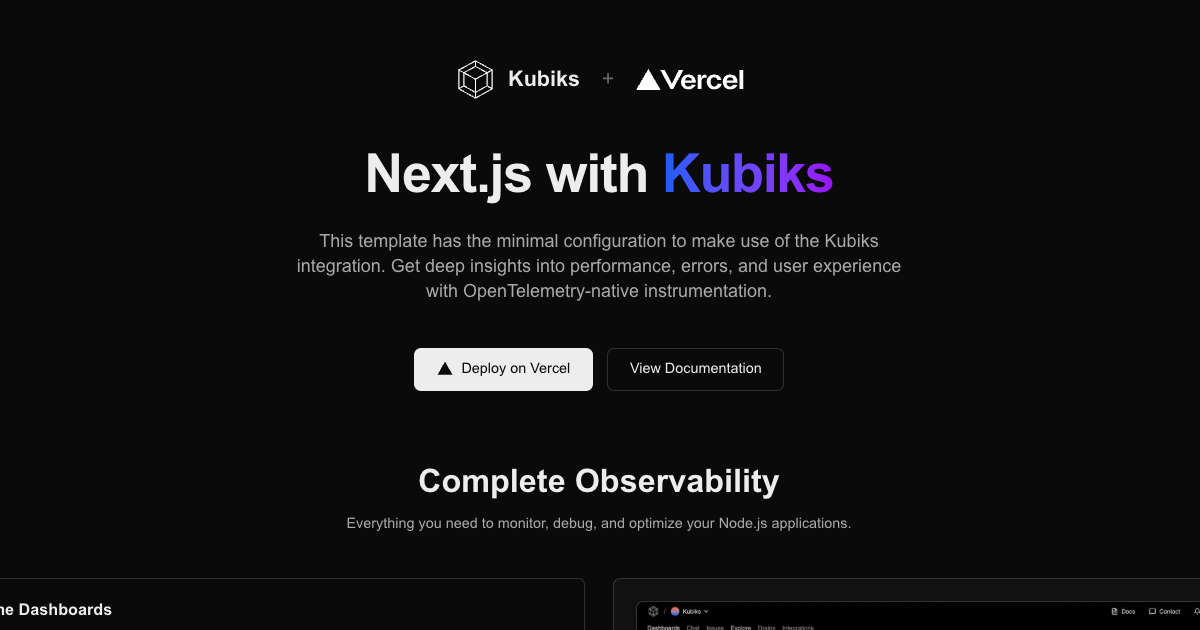 Kubiks + Vercel
Next.js with Kubiks
This template has the minimal configuration to make use of the Kubiks
integration. Get deep insights into performance, errors, and user experience
with OpenTelemetry-native instrumentation.
Deploy on Vercel
View Documentation
Complete Observability
Everything you need to monitor, debug, and optimize your Node.js applications.
Dashboards
/ Kubiks
Docs
Contact
Dashboards Chat Issues Explore Drains Integrations